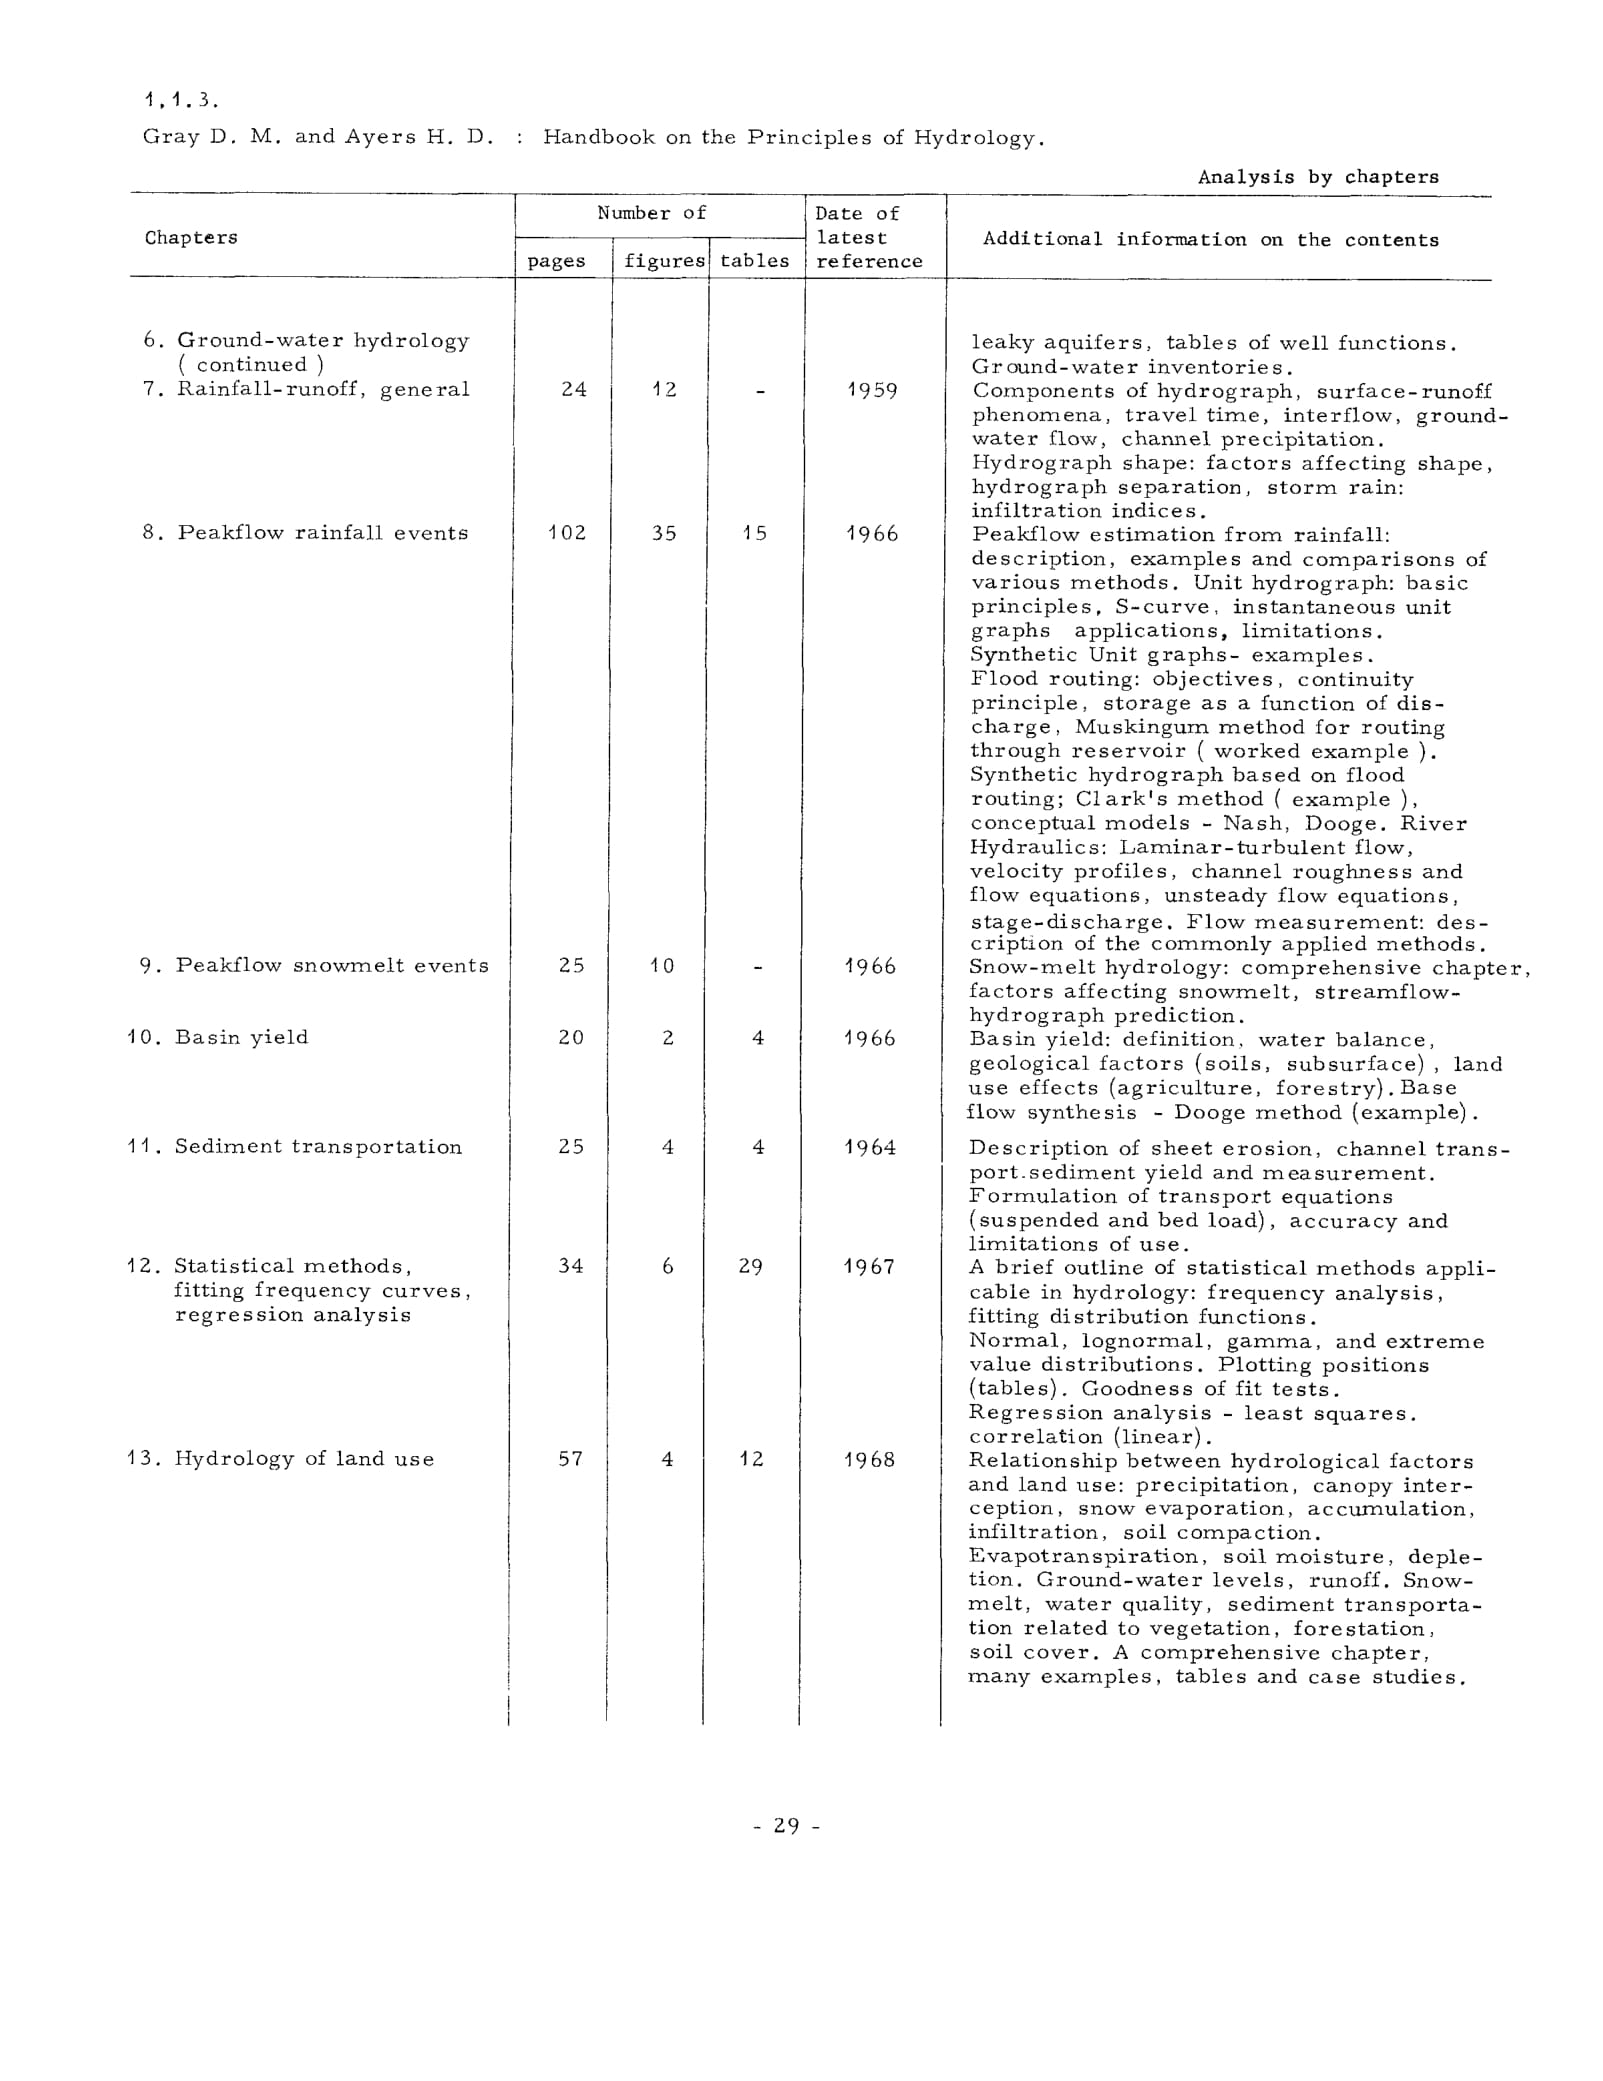 1.1.3.
Gray D. M. and Ayers H. D. : Handbook on the Principles of Hydrology.
Analysis by chapters
Chapters
Number of
pages figures tables
Date of
latest
reference
Additional information on the contents
6. Ground-water hydrology leaky aquifers, tables of well functions.
( continued ) Ground-water inventories.
7. Rainfall-runoff, general 24 12 - 1959 Components of hydrograph, surface-runoff
phenomena, travel time, interflow, ground-
water flow, channel precipitation.
Hydrograph shape: factors affecting shape,
hydrograph separation, storm rain:
infiltration indices.
8. Peakflow rainfall events 102 35 15 1966 Peakflow estimation from rainfall:
description, examples and comparisons of
various methods. Unit hydrograph: basic
principles, S-curve, instantaneous unit
graphs applications, limitations.
Synthetic Unit graphs- examples.
Flood routing: objectives, continuity
principle, storage as a function of dis-
charge, Muskingum method for routing
through reservoir ( worked example ).
Synthetic hydrograph based on flood
routing; Clark's method ( example ),
conceptual models - Nash, Dooge. River
Hydraulics: Laminar-turbulent flow,
velocity profiles, channel roughness and
flow equations, unsteady flow equations,
stage-discharge. Flow measurement: des-
cription of the commonly applied methods.
9. Peakflow snowmelt events 25 10 - 1966 Snow-melt hydrology: comprehensive chapter,
factors affecting snowmelt, streamflow-
hydrograph prediction.
10. Basin yield 20 2 4 1966 Basin yield: definition, water balance,
geological factors (soils, subsurface) , land
use effects (agriculture, forestry). Base
flow synthesis - Dooge method (example).
11. Sediment transportation 25 4 4 1964 Description of sheet erosion, channel trans-
port.sediment yield and measurement.
Formulation of transport equations
(suspended and bed load), accuracy and
limitations of use.
12. Statistical methods, 34 6 29 1967 A brief outline of statistical methods appli-
fitting frequency curves, cable in hydrology: frequency analysis,
regression analysis fitting distribution functions.
Normal, lognormal, gamma, and extreme
value distributions. Plotting positions
(tables). Goodness of fit tests.
Regression analysis - least squares.
correlation (linear).
13. Hydrology of land use 57 4 12 1968 Relationship between hydrological factors
and land use: precipitation, canopy inter-
ception, snow evaporation, accumulation,
infiltration, soil compaction.
Evapotranspiration, soil moisture, deple-
tion. Ground-water levels, runoff. Snow-
melt, water quality, sediment transporta-
tion related to vegetation, forestation,
soil cover. A comprehensive chapter,
many examples, tables and case studies.
- 29 -